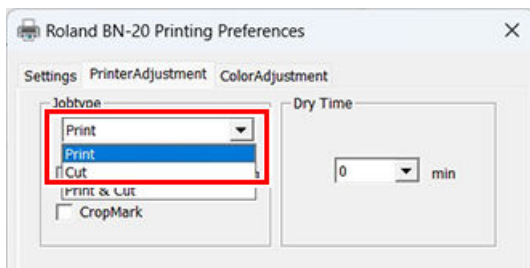 Roland BN-20 Printing Preferences
Settings PrinterAdjustment ColorAdjustment
Jobtype
Dry Time
Print
Print
Cut
Print & Cut
0 min
CropMark